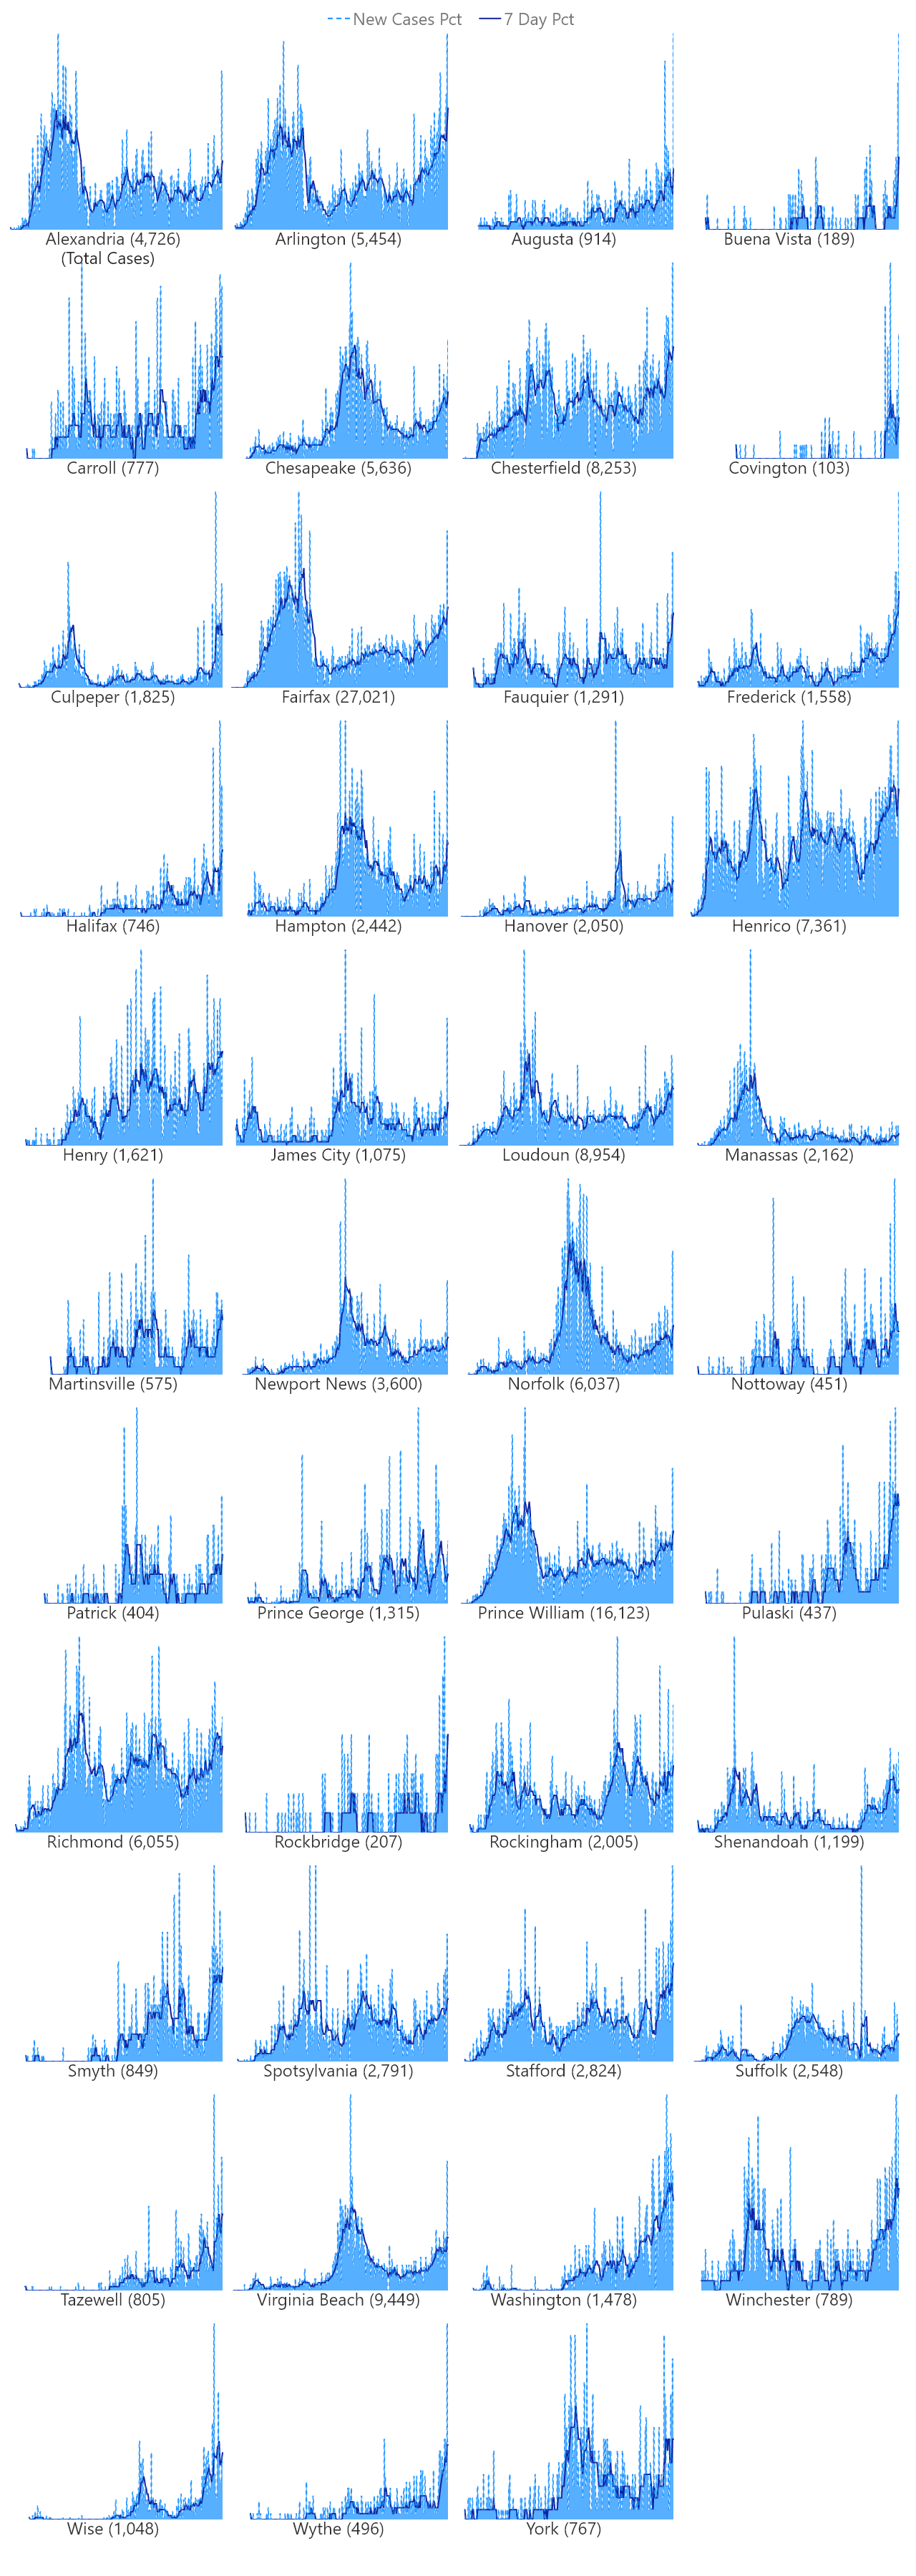 New Cases Pct 7 Day Pct
Alexandria (4,726) Arlington (5,454) Augusta (914) Buena Vista (189)
(Total Cases)
Carroll (777) Chesapeake (5,636) Chesterfield (8,253) Covington (103)
Culpeper (1,825) Fairfax (27,021) Fauquier (1,291) Frederick (1,558)
Halifax (746) Hampton (2,442) Hanover (2,050) Henrico (7,361)
Henry (1,621) James City (1,075) Loudoun (8,954) Manassas (2,162)
Martinsville (575) Newport News (3,600) Norfolk (6,037) Nottoway (451)
Patrick (404) Prince George (1,315) Prince William (16,123) Pulaski (437)
Richmond (6,055) Rockbridge (207) Rockingham (2,005) Shenandoah (1,199)
Smyth (849) Spotsylvania (2,791) Stafford (2,824) Suffolk (2,548)
Tazewell (805) Virginia Beach (9,449) Washington (1,478) Winchester (789)
Wise (1,048) Wythe (496) York (767)